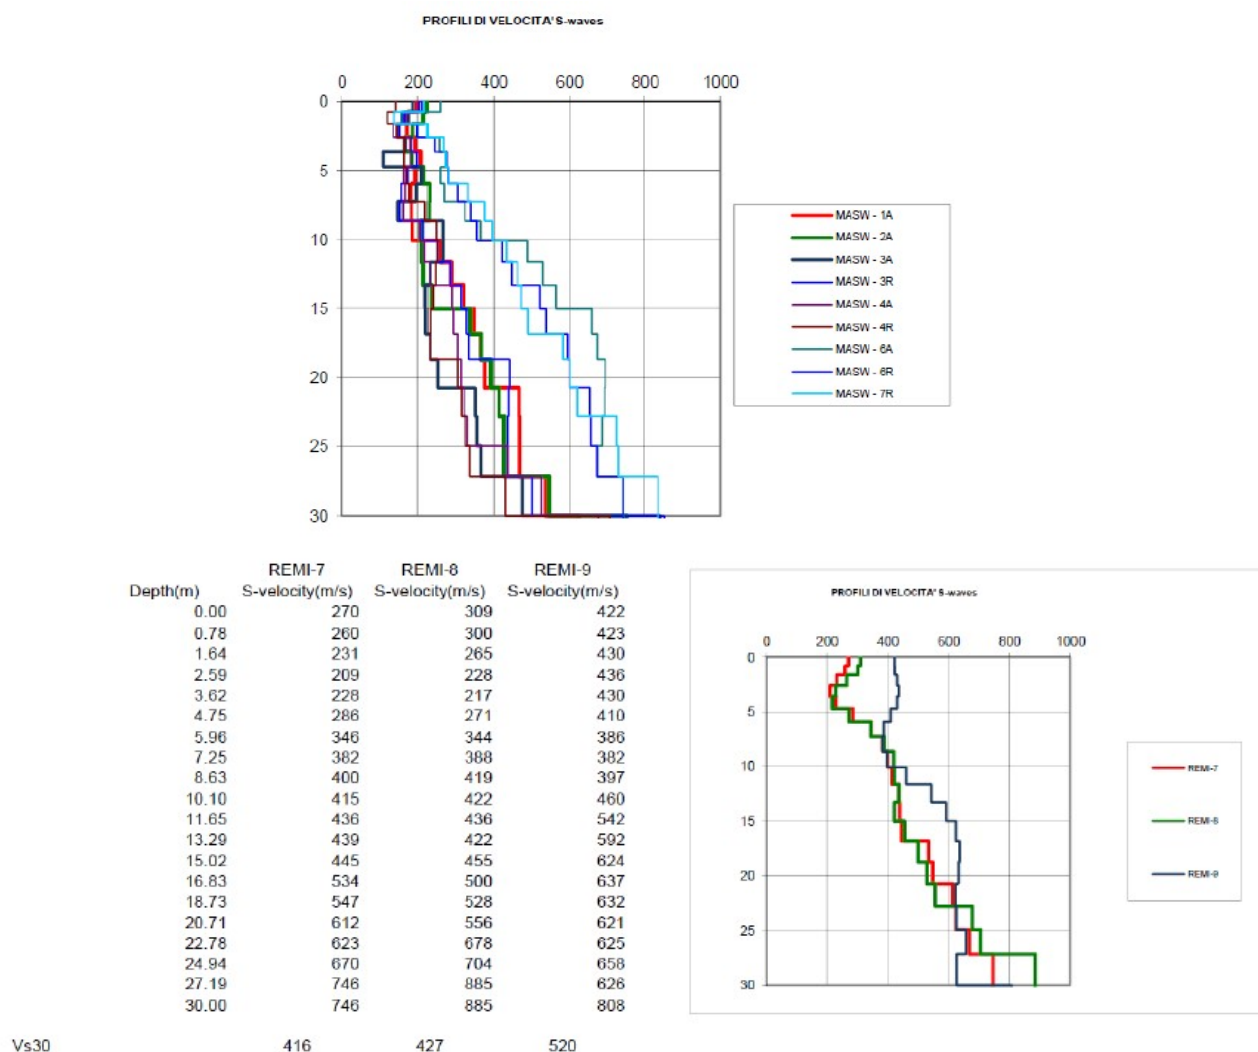 PROFILI DI VELOCITA' S-waves
0 200 400 600 800 1000
0
5
10
15
20
25
30
MASW - 1A
MASW - 2A
MASW - 3A
MASW - 3R
MASW - 4A
MASW - 4R
MASW - 6A
MASW - 6R
MASW - 7R
REMI-7 REMI-8 REMI-9
Depth(m) S-velocity(m/s) S-velocity(m/s) S-velocity(m/s)
0.00 270 309 422
0.78 260 300 423
1.64 231 265 430
2.59 209 228 436
3.62 228 217 430
4.75 286 271 410
5.96 346 344 386
7.25 382 388 382
8.63 400 419 397
10.10 415 422 460
11.65 436 436 542
13.29 439 422 592
15.02 445 455 624
16.83 534 500 637
18.73 547 528 632
20.71 612 556 621
22.78 623 678 625
24.94 670 704 658
27.19 746 885 626
30.00 746 885 808
Vs30 416 427 520
PROFILI DI VELOCITA' S-waves
0 200 400 600 800 1000
0
5
10
15
20
25
30
REMI-7
REMI-8
REMI-9